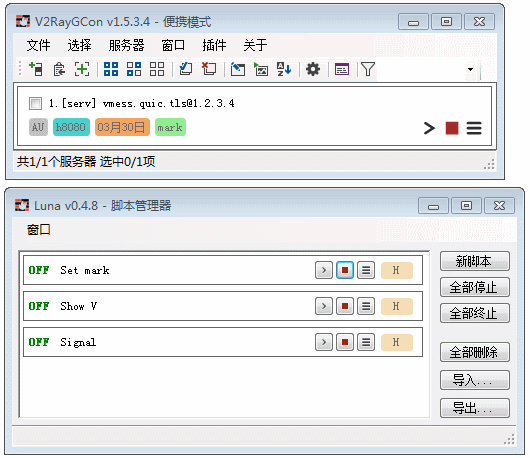 V2RayGCon v1.5.3.4 - 便携模式
文件 选择 服务器 窗口 插件 关于
1.[serv] vmess.quic.tls@1.2.3.4
AU h8080 03月30日 mark
共1/1个服务器 选中0/1项
Luna v0.4.8 - 脚本管理器
窗口
OFF Set mark H
OFF Show V H
OFF Signal H
新脚本
全部停止
全部终止
全部删除
导入...
导出...